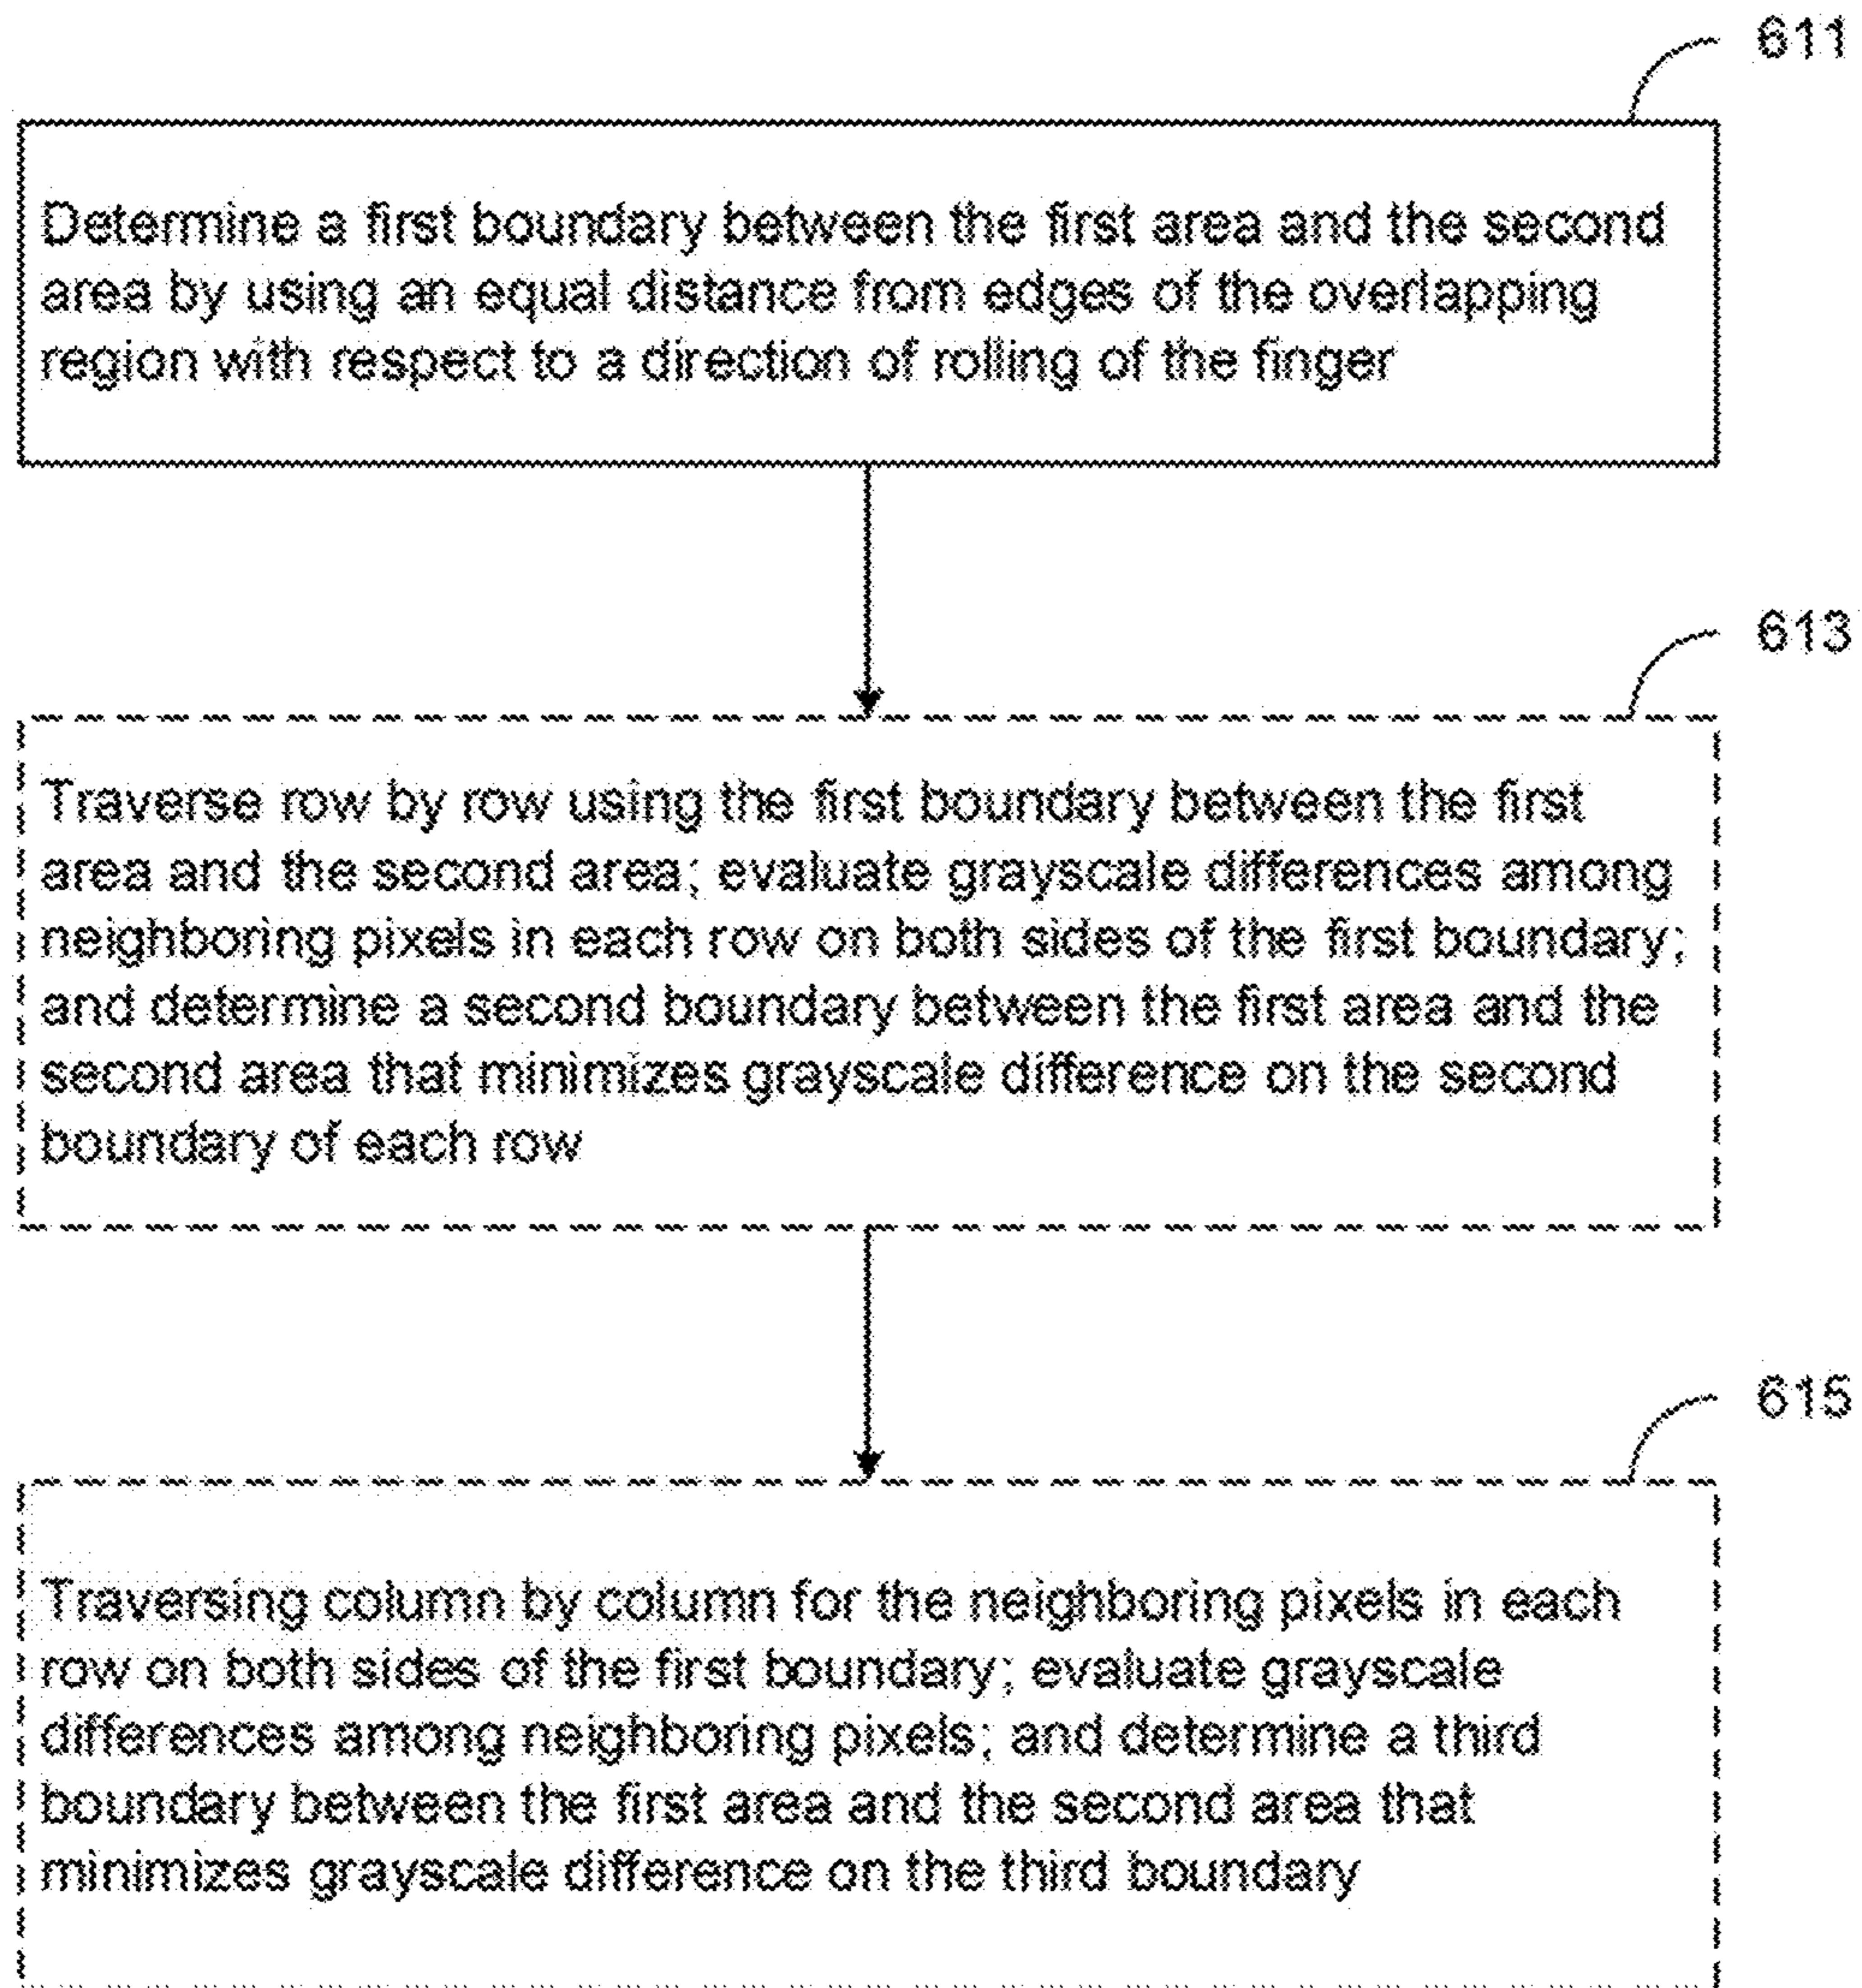 611
Determine a first boundary between the first area and the second
area by using an equal distance from edges of the overlapping
region with respect to a direction of rolling of the finger
613
Traverse row by row using the first boundary between the first
area and the second area; evaluate grayscale differences among
neighboring pixels in each row on both sides of the first boundary;
and determine a second boundary between the first area and the
second area that minimizes grayscale difference on the second
boundary of each row
615
Traversing column by column for the neighboring pixels in each
row on both sides of the first boundary; evaluate grayscale
differences among neighboring pixels; and determine a third
boundary between the first area and the second area that
minimizes grayscale difference on the third boundary